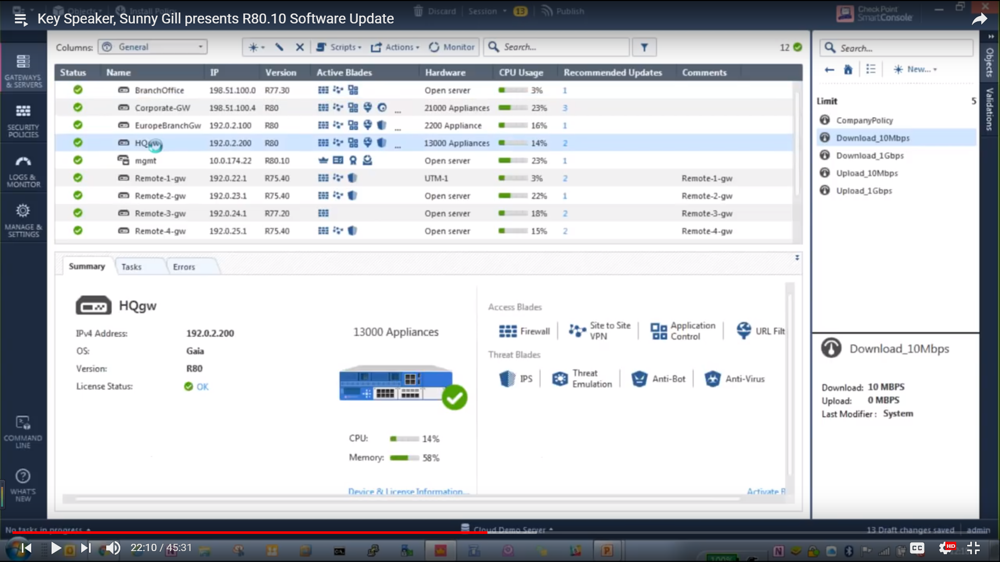 Objects
Install Policy
Discard
Session
13
Publish
Check Point
SmartConsole
Key Speaker, Sunny Gill presents R80.10 Software Update
Columns:
General
Scripts
Actions
Monitor
Search...
12
GATEWAYS
& SERVERS
SECURITY
POLICIES
LOGS &
MONITOR
MANAGE &
SETTINGS
COMMAND
LINE
WHAT'S
NEW
Status Name IP Version Active Blades Hardware CPU Usage Recommended Updates Comments
BranchOffice 198.51.100.0 R77.30 Open server 3% 1
Corporate-GW 198.51.100.4 R80 ... 21000 Appliances 23% 3
EuropeBranchGw 192.0.2.100 R80 ... 2200 Appliance 16% 1
HQgw 192.0.2.200 R80 ... 13000 Appliances 14% 2
mgmt 10.0.174.22 R80.10 Open server 23% 1
Remote-1-gw 192.0.22.1 R75.40 UTM-1 3% 2 Remote-1-gw
Remote-2-gw 192.0.23.1 R75.40 Open server 22% 1 Remote-2-gw
Remote-3-gw 192.0.24.1 R77.20 Open server 18% 2 Remote-3-gw
Remote-4-gw 192.0.25.1 R75.40 Open server 15% 2 Remote-4-gw
Summary Tasks Errors
HQgw
IPv4 Address: 192.0.2.200
OS: Gaia
Version: R80
License Status: OK
13000 Appliances
CPU: 14%
Memory: 58%
Device & License Information...
Access Blades
Firewall
Site to Site
VPN
Application
Control
URL Filt
Threat Blades
IPS
Threat
Emulation
Anti-Bot
Anti-Virus
Activate B
Search...
New...
Limit 5
CompanyPolicy
Download_10Mbps
Download_1Gbps
Upload_10Mbps
Upload_1Gbps
Download_10Mbps
Download: 10 MBPS
Upload: 0 MBPS
Last Modifier: System
Objects
Validations
No tasks in progress
Cloud Demo Server
13 Draft changes saved
admin
22:10 / 45:31
100%
CC
HD